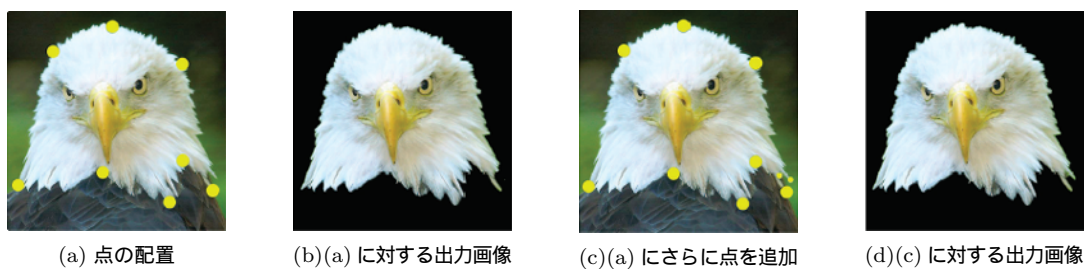 (a) 点の配置
(b)(a) に対する出力画像
(c)(a) にさらに点を追加
(d)(c) に対する出力画像